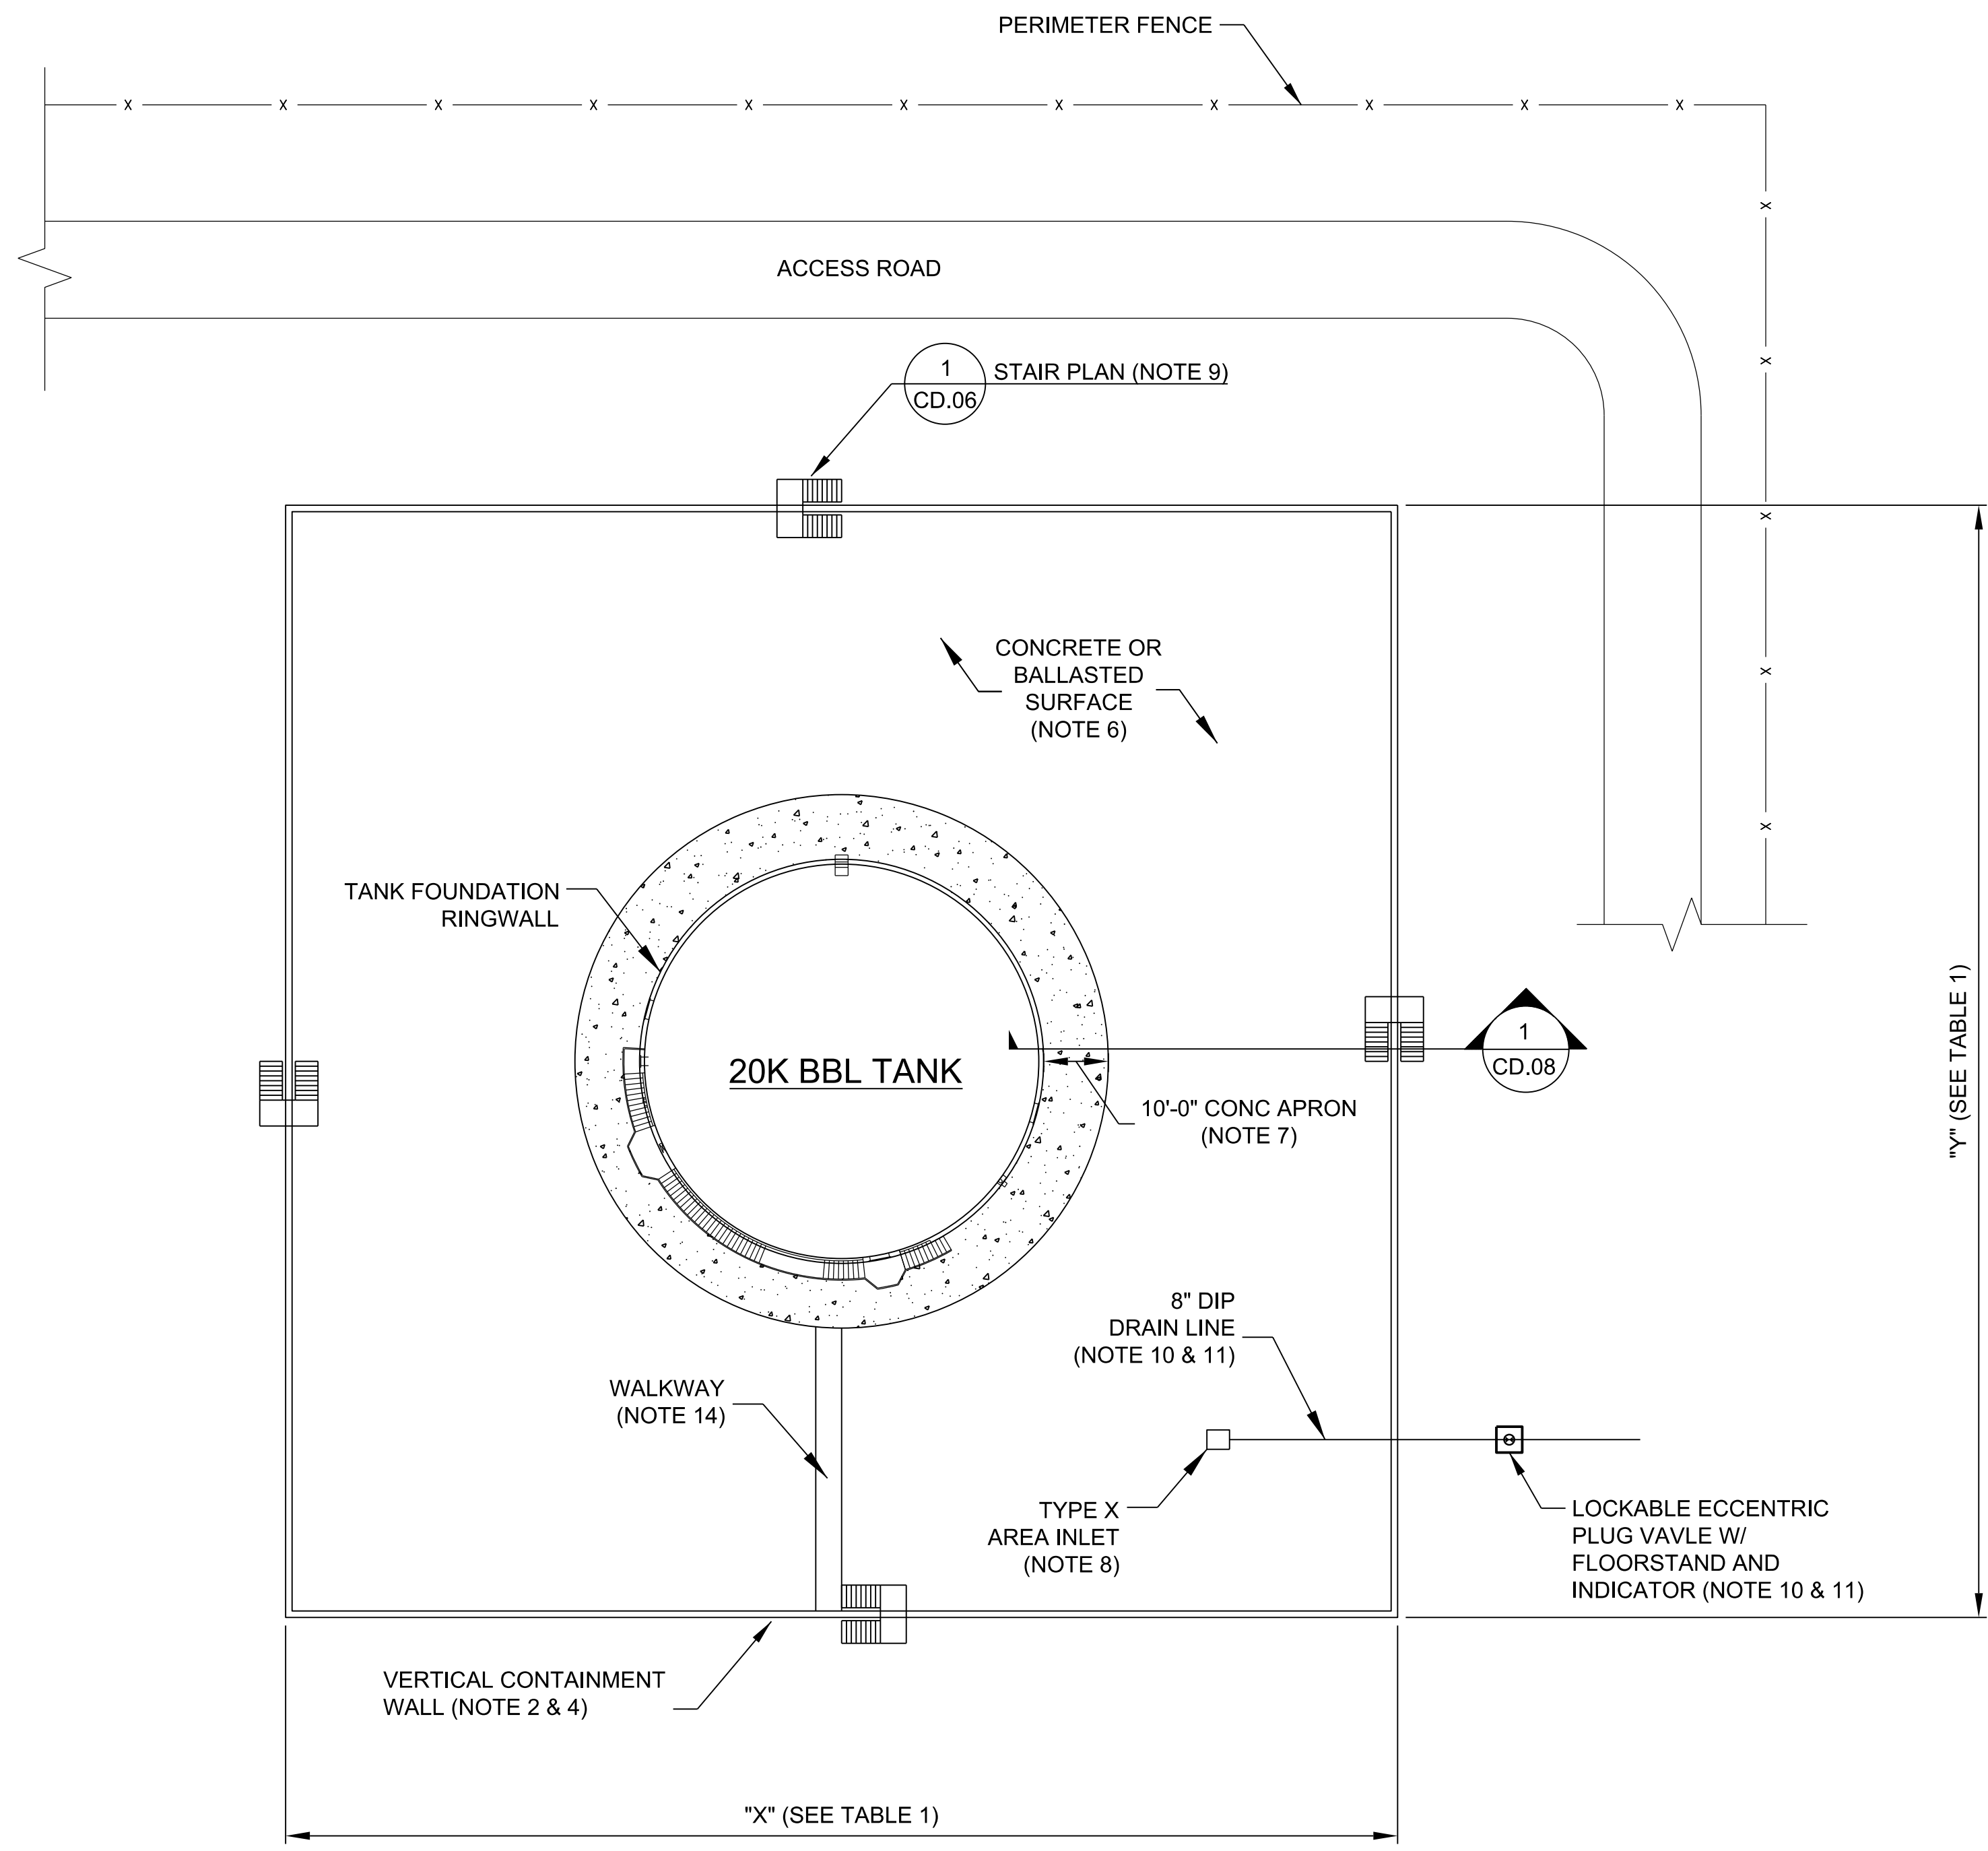 PERIMETER FENCE
X X X X X X X X X X X
X
ACCESS ROAD
X
1
CD.06
STAIR PLAN (NOTE 9)
X
CONCRETE OR
BALLASTED
SURFACE
(NOTE 6)
X
X
TANK FOUNDATION
RINGWALL
20K BBL TANK
1
CD.08
10'-0" CONC APRON
(NOTE 7)
"Y" (SEE TABLE 1)
8" DIP
DRAIN LINE
(NOTE 10 & 11)
WALKWAY
(NOTE 14)
TYPE X
AREA INLET
(NOTE 8)
LOCKABLE ECCENTRIC
PLUG VAVLE W/
FLOORSTAND AND
INDICATOR (NOTE 10 & 11)
VERTICAL CONTAINMENT
WALL (NOTE 2 & 4)
"X" (SEE TABLE 1)